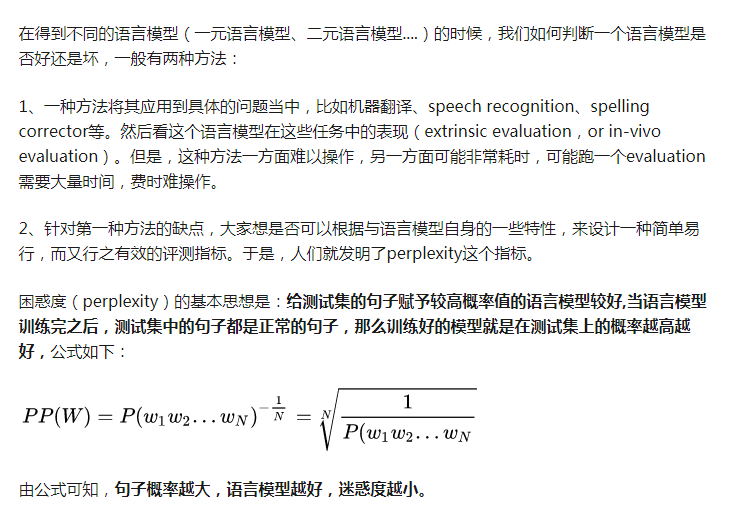 在得到不同的语言模型（一元语言模型、二元语言模型....）的时候，我们如何判断一个语言模型是
否好还是坏，一般有两种方法：
1、一种方法将其应用到具体的问题当中，比如机器翻译、speech recognition、spelling
corrector等。然后看这个语言模型在这些任务中的表现（extrinsic evaluation，or in-vivo
evaluation）。但是，这种方法一方面难以操作，另一方面可能非常耗时，可能跑一个evaluation
需要大量时间，费时难操作。
2、针对第一种方法的缺点，大家想是否可以根据与语言模型自身的一些特性，来设计一种简单易
行，而又行之有效的评测指标。于是，人们就发明了perplexity这个指标。
困惑度（perplexity）的基本思想是：给测试集的句子赋予较高概率值的语言模型较好,当语言模型
训练完之后，测试集中的句子都是正常的句子，那么训练好的模型就是在测试集上的概率越高越
好，公式如下：
$PP(W) = P(w_1w_2...w_N)^{-\frac{1}{N}} = \sqrt[N]{\frac{1}{P(w_1w_2...w_N}}$
由公式可知，句子概率越大，语言模型越好，迷惑度越小。